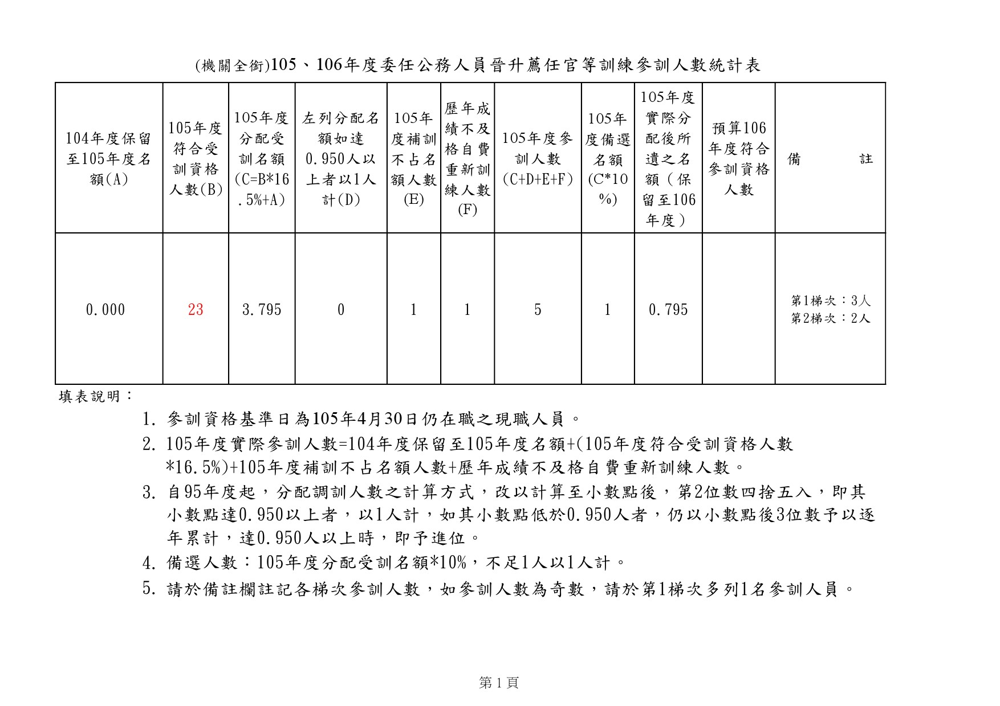 (機關全銜)105、106年度委任公務人員晉升薦任官等訓練參訓人數統計表
104年度保留
至105年度名
額(A)
105年度
符合受
訓資格
人數(B)
105年度
分配受
訓名額
(C=B*16
.5%+A)
左列分配名
額如達
0.950人以
上者以1人
計(D)
105年
度補訓
不占名
額人數
(E)
歷年成
績不及
格自費
重新訓
練人數
(F)
105年度參
訓人數
(C+D+E+F)
105年
度備選
名額
(C*10
%)
105年度
實際分
配後所
遺之名
額（保
留至106
年度）
預算106
年度符合
參訓資格
人數
備 註
0.000
23
3.795
0
1
1
5
1
0.795
第1梯次：3人
第2梯次：2人
填表說明：
1. 參訓資格基準日為105年4月30日仍在職之現職人員。
2. 105年度實際參訓人數=104年度保留至105年度名額+(105年度符合受訓資格人數
*16.5%)+105年度補訓不占名額人數+歷年成績不及格自費重新訓練人數。
3. 自95年度起，分配調訓人數之計算方式，改以計算至小數點後，第2位數四捨五入，即其
小數點達0.950以上者，以1人計，如其小數點低於0.950人者，仍以小數點後3位數予以逐
年累計，達0.950人以上時，即予進位。
4. 備選人數：105年度分配受訓名額*10%，不足1人以1人計。
5. 請於備註欄註記各梯次參訓人數，如參訓人數為奇數，請於第1梯次多列1名參訓人員。
第 1 頁